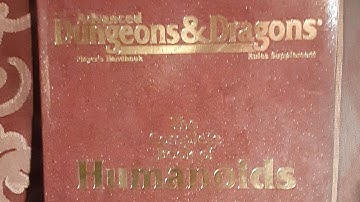 Advanced
Dungeons & Dragons®
Player's Handbook Rules Supplement
The
Complete
Book of
Humanoids